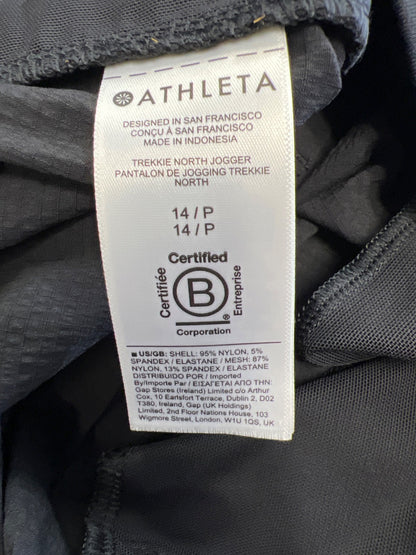 ATHLETA
DESIGNED IN SAN FRANCISCO
CONÇU À SAN FRANCISCO
MADE IN INDONESIA
TREKKIE NORTH JOGGER
PANTALON DE JOGGING TREKKIE
NORTH
14 / P
14 / P
Certified
Certifiée
B
Entreprise
®
Corporation
■ US/GB: SHELL: 95% NYLON, 5%
SPANDEX / ELASTANE / MESH: 87%
NYLON, 13% SPANDEX / ELASTANE
DISTRIBUTED FOR / Imported
By/Importe Par / ΕΙΣΑΓΕΤΑΙ ΑΠΟ ΤΗΝ:
Gap Stores (Ireland) Limited c/o Arthur
Cox, 10 Earlsfort Terrace, Dublin 2, D02
T380, Ireland, Gap (UK Holdings)
Limited, 2nd Floor Nations House, 103
Wigmore Street, London, W1U 1QS, UK